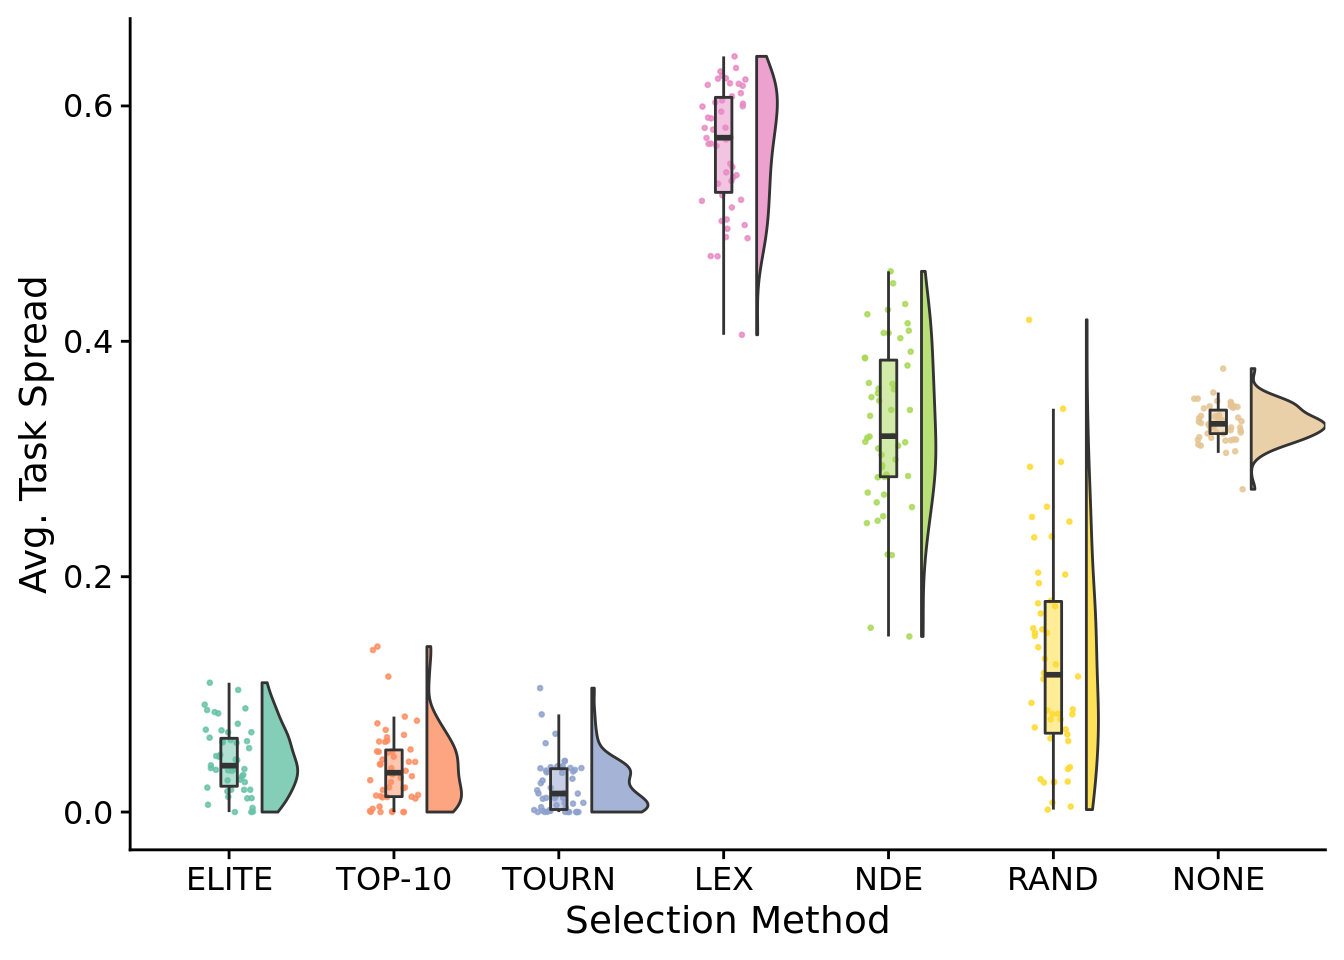 Avg. Task Spread
0.6
0.4
0.2
0.0
ELITE TOP-10 TOURN LEX NDE RAND NONE
Selection Method